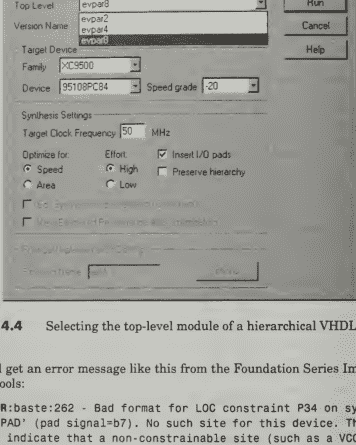 Top Level evpar8
Run
Version Name evpar2
evpar4
evpar8
Cancel
Help
Target Device
Family XC9500
Device 95108PC84 Speed grade -20
Synthesis Settings
Target Clock Frequency 50 MHz
Optimize for: Effort: Insert I/O pads
Speed High Preserve hierarchy
Area Low
4.4 Selecting the top-level module of a hierarchical VHDL
get an error message like this from the Foundation Series Im
ools:
R:baste:262 - Bad format for LOC constraint P34 on sy
PAD' (pad signal=b7). No such site for this device. Th
indicate that a non-constrainable site (such as a VCC